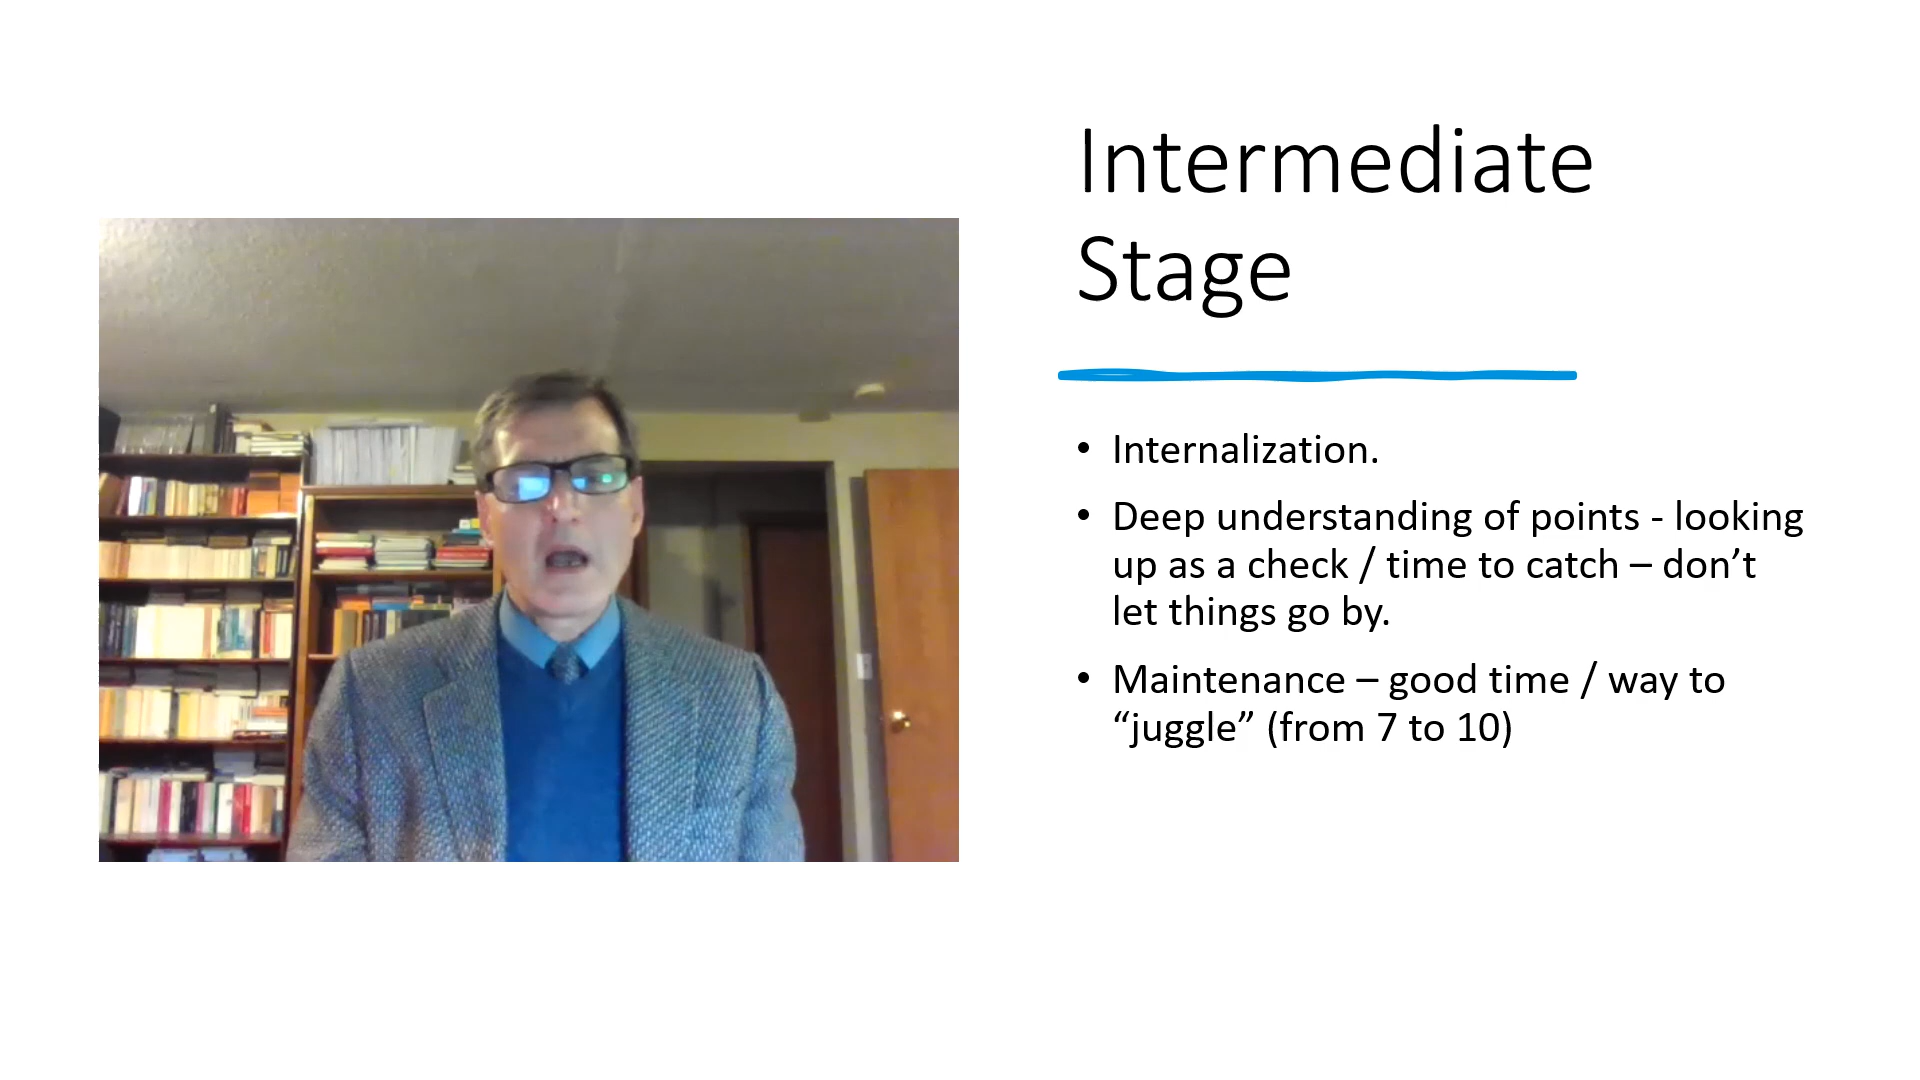 Intermediate
Stage
• Internalization.
• Deep understanding of points - looking
up as a check / time to catch – don’t
let things go by.
• Maintenance – good time / way to
“juggle” (from 7 to 10)